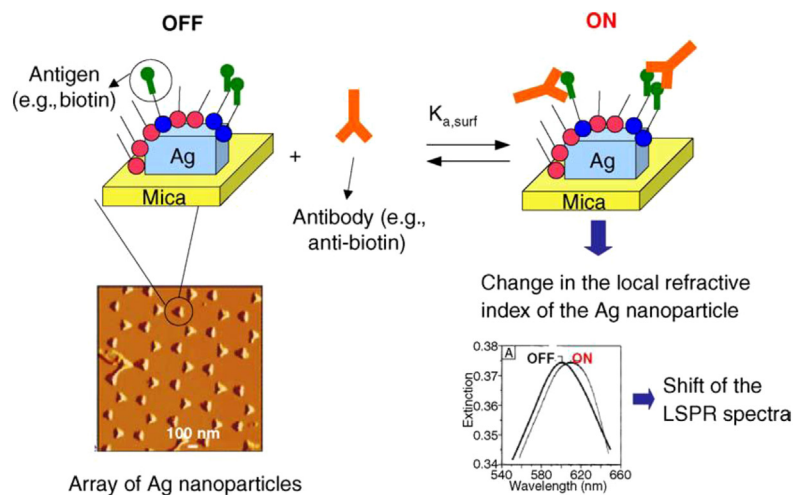 OFF
ON
Antigen
(e.g., biotin)
Ag
Mica
+
Antibody (e.g.,
anti-biotin)
Ka,surf
Ag
Mica
Change in the local refractive
index of the Ag nanoparticle
100 nm
Array of Ag nanoparticles
A
OFF
ON
Extinction
0.38
0.37
0.36
0.35
0.34
540
580
620
660
Wavelength (nm)
Shift of the
LSPR spectra